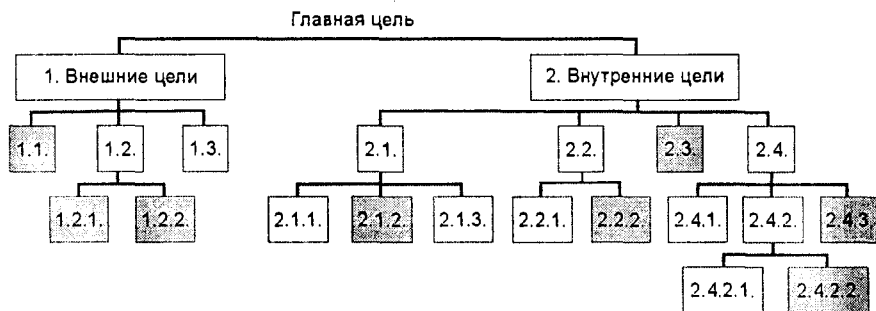 Главная цель
1. Внешние цели 2. Внутренние цели
1.1. 1.2. 1.3. 2.1. 2.2. 2.3. 2.4.
1.2.1. 1.2.2. 2.1.1. 2.1.2. 2.1.3. 2.2.1. 2.2.2. 2.4.1. 2.4.2. 2.4.3.
2.4.2.1. 2.4.2.2.